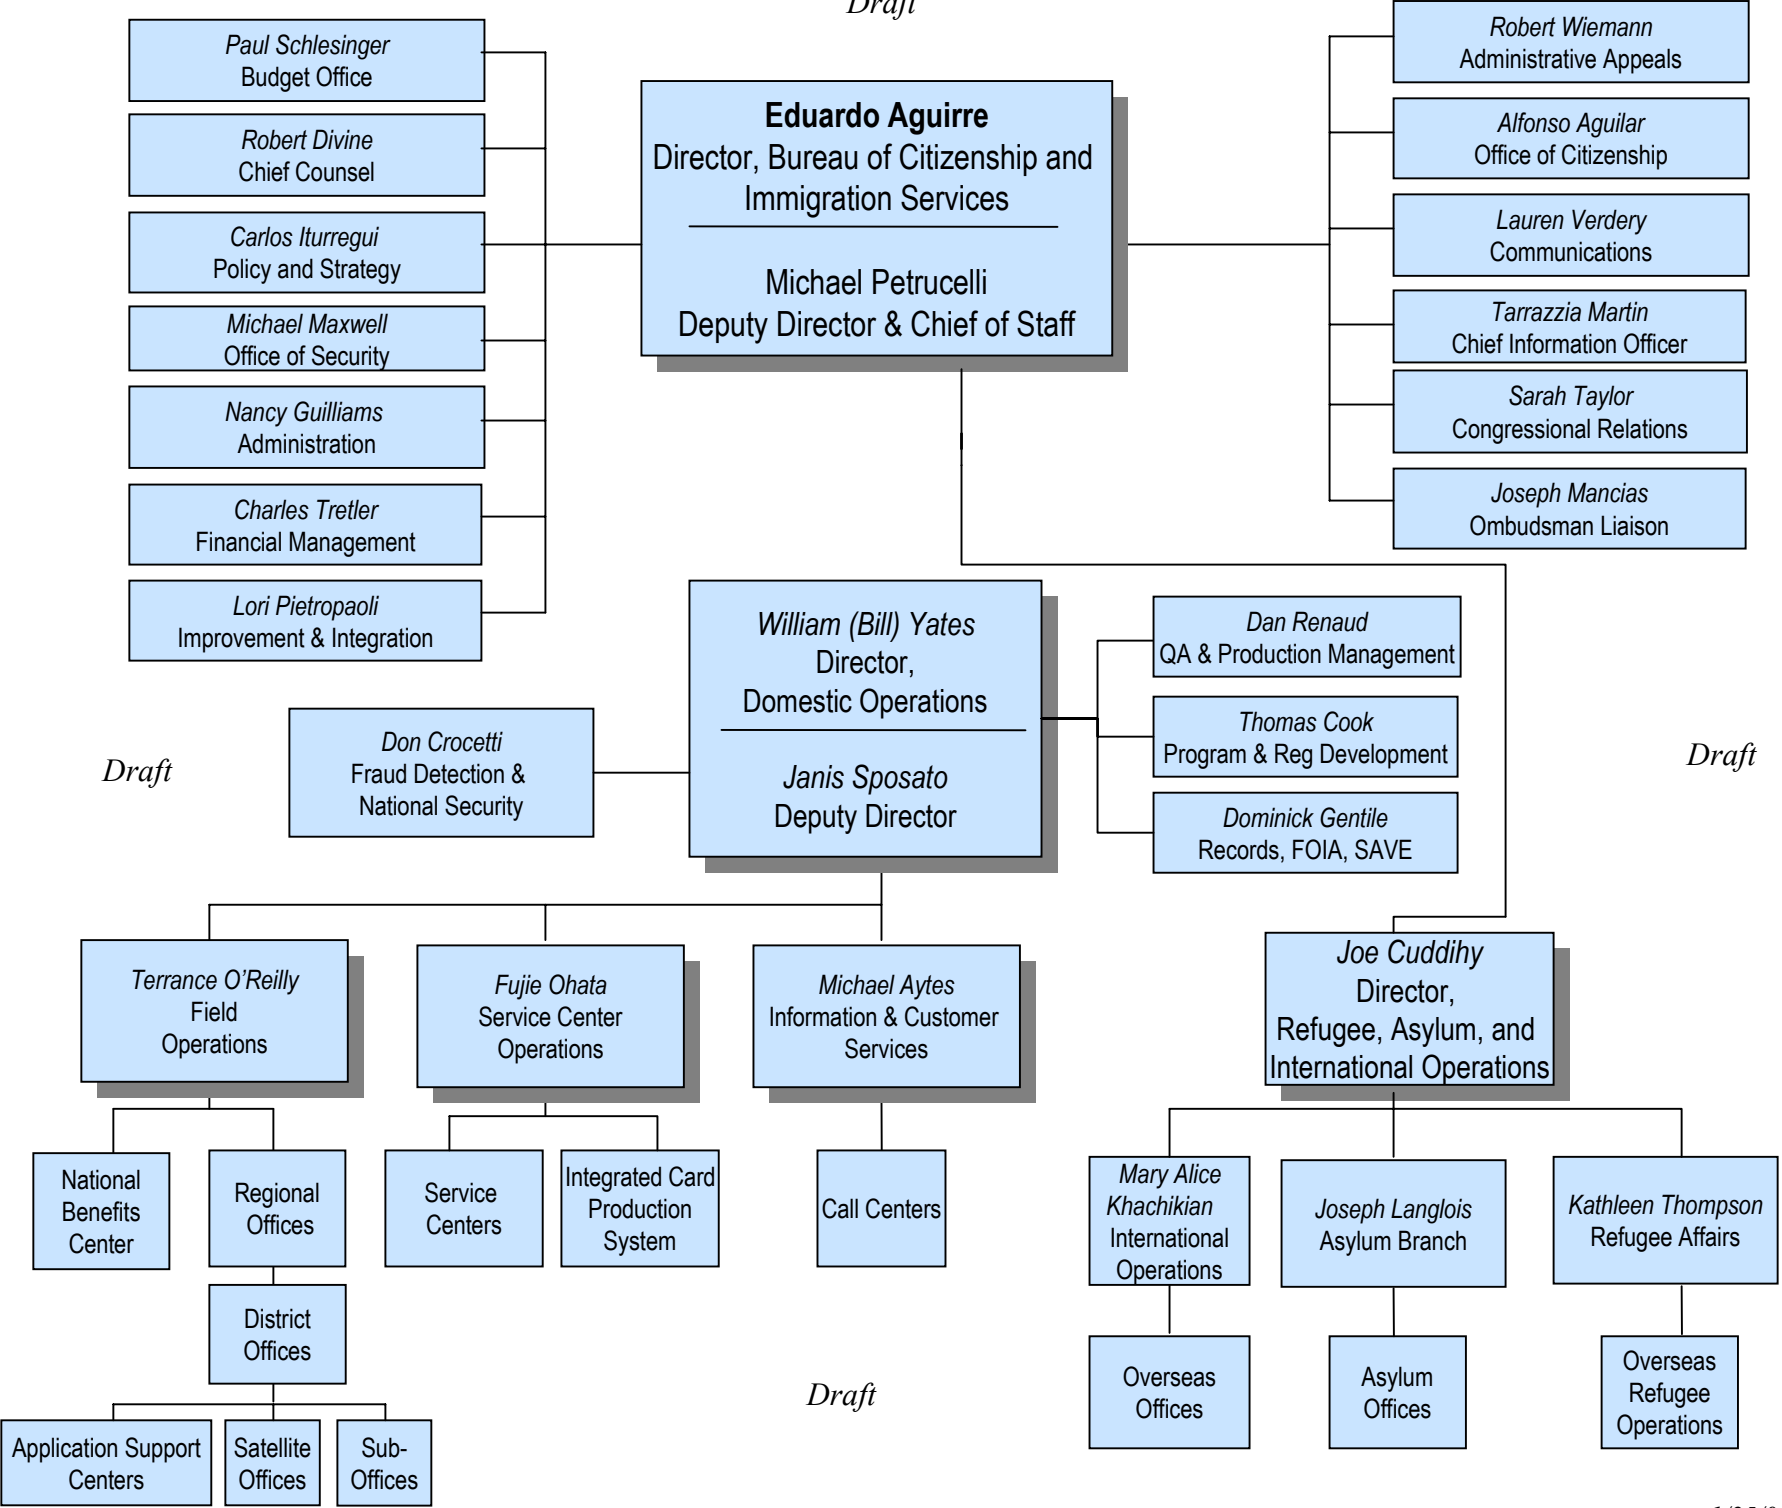 Draft
Paul Schlesinger
Budget Office
Robert Divine
Chief Counsel
Carlos Iturregui
Policy and Strategy
Michael Maxwell
Office of Security
Nancy Guilliams
Administration
Charles Tretler
Financial Management
Lori Pietropaoli
Improvement & Integration
Eduardo Aguirre
Director, Bureau of Citizenship and
Immigration Services
Michael Petrucelli
Deputy Director & Chief of Staff
Robert Wiemann
Administrative Appeals
Alfonso Aguilar
Office of Citizenship
Lauren Verdery
Communications
Tarrazzia Martin
Chief Information Officer
Sarah Taylor
Congressional Relations
Joseph Mancias
Ombudsman Liaison
William (Bill) Yates
Director,
Domestic Operations
Janis Sposato
Deputy Director
Dan Renaud
QA & Production Management
Thomas Cook
Program & Reg Development
Dominick Gentile
Records, FOIA, SAVE
Don Crocetti
Fraud Detection &
National Security
Draft
Draft
Terrance O'Reilly
Field
Operations
Fujie Ohata
Service Center
Operations
Michael Aytes
Information & Customer
Services
Joe Cuddihy
Director,
Refugee, Asylum, and
International Operations
National
Benefits
Center
Regional
Offices
Service
Centers
Integrated Card
Production
System
Call Centers
Mary Alice
Khachikian
International
Operations
Joseph Langlois
Asylum Branch
Kathleen Thompson
Refugee Affairs
District
Offices
Overseas
Offices
Asylum
Offices
Overseas
Refugee
Operations
Draft
Application Support
Centers
Satellite
Offices
Sub-
Offices